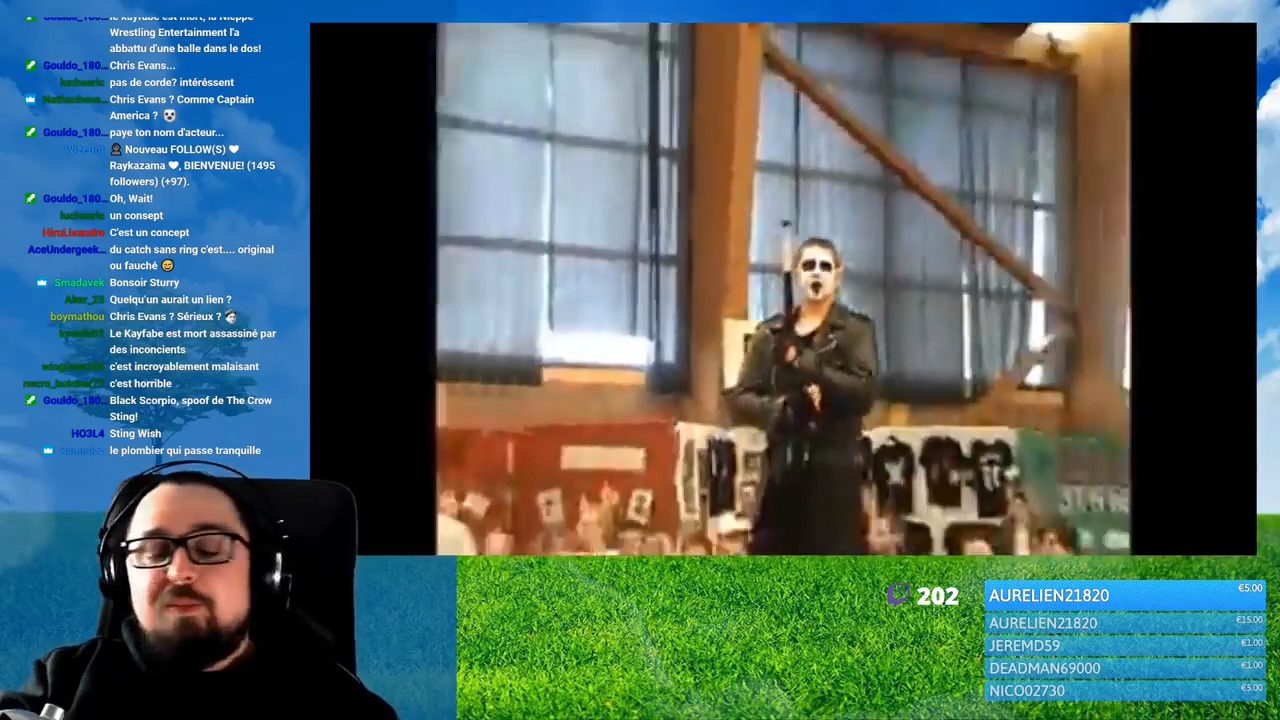 le kayfabe est mort, la Nieppe
Wrestling Entertainment l'a
abbattu d'une balle dans le dos!
Gouldo_180... Chris Evans...
luchaeric pas de corde? intéréssent
Chris Evans ? Comme Captain
America ?
Gouldo_180... paye ton nom d'acteur...
WizeBot Nouveau FOLLOW(S)
Raykazama, BIENVENUE! (1495
followers) (+97).
Gouldo_180... Oh, Wait!
luchaeric un consept
C'est un concept
AceUndergeek... du catch sans ring c'est.... original
ou fauché
Smadavek Bonsoir Sturry
Quelqu'un aurait un lien ?
boymathou Chris Evans ? Sérieux ?
Le Kayfabe est mort assassiné par
des inconcients
c'est incroyablement malaisant
c'est horrible
Gouldo_180... Black Scorpio, spoof de The Crow
Sting!
HO3L4 Sting Wish
le plombier qui passe tranquille
202
AURELIEN21820 €5.00
AURELIEN21820 €15.00
JEREMD59 €1.00
DEADMAN69000 €1.00
NICO02730 €5.00